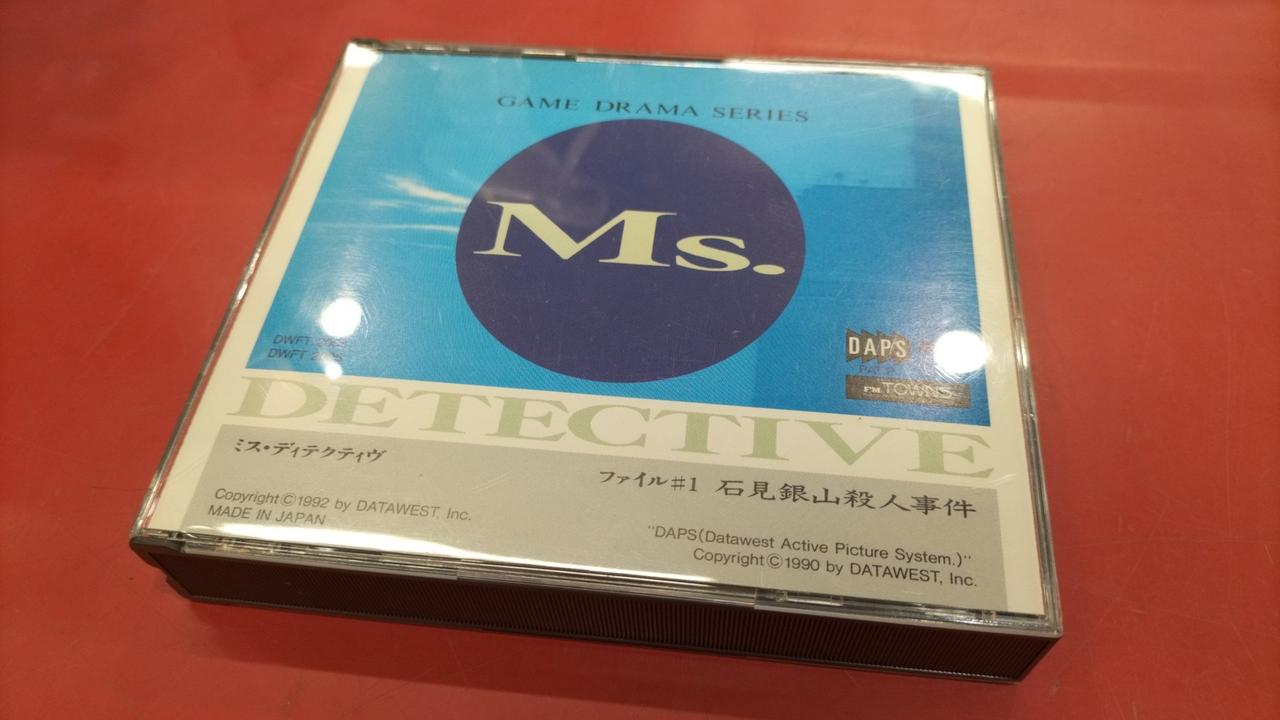 GAME DRAMA SERIES
Ms.
DWFT
DWFT
DAPS
FM TOWNS
DETECTIVE
ミス・ディテクティヴ
ファイル#1 石見銀山殺人事件
Copyright©1992 by DATAWEST, Inc.
MADE IN JAPAN
"DAPS(Datawest Active Picture System.)"
Copyright©1990 by DATAWEST, Inc.